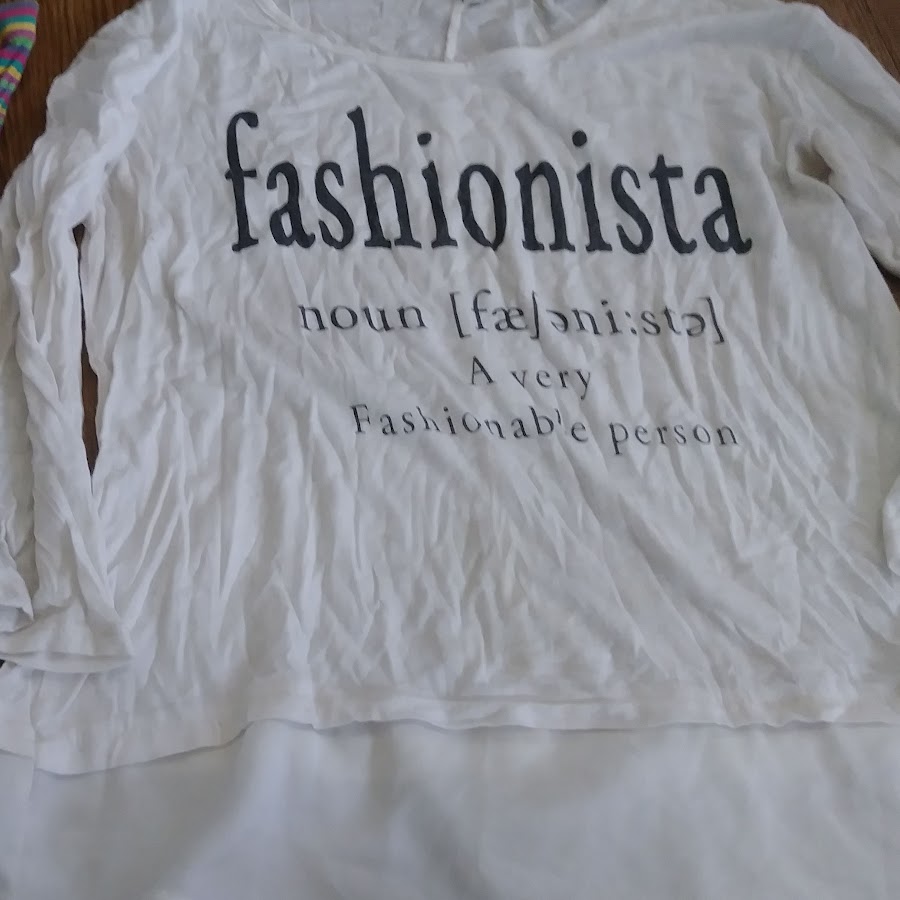 fashionista
noun [fæʃəni:stə]
A very
Fashionable person